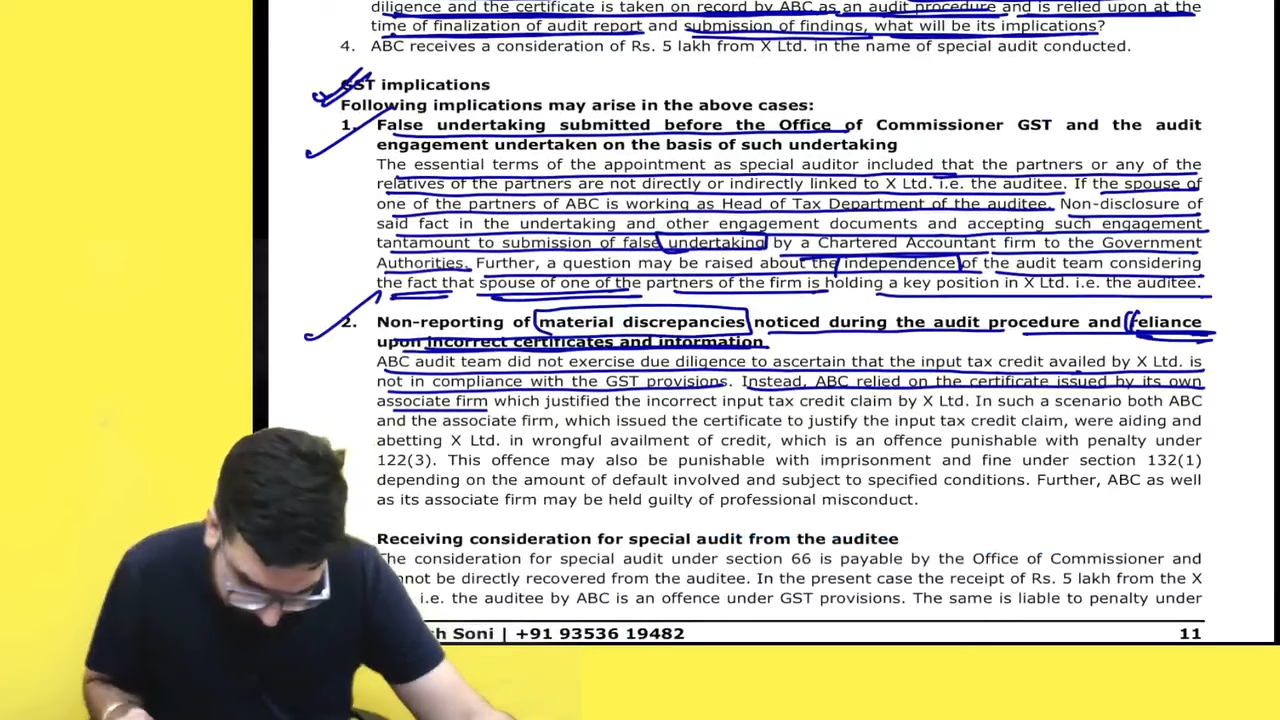 diligence and the certificate is taken on record by ABC as an audit procedure and is relied upon at the
time of finalization of audit report and submission of findings, what will be its implications?
4. ABC receives a consideration of Rs. 5 lakh from X Ltd. in the name of special audit conducted.
GST implications
Following implications may arise in the above cases:
1. False undertaking submitted before the Office of Commissioner GST and the audit
engagement undertaken on the basis of such undertaking
The essential terms of the appointment as special auditor included that the partners or any of the
relatives of the partners are not directly or indirectly linked to X Ltd. i.e. the auditee. If the spouse of
one of the partners of ABC is working as Head of Tax Department of the auditee. Non-disclosure of
said fact in the undertaking and other engagement documents and accepting such engagement
tantamount to submission of false undertaking by a Chartered Accountant firm to the Government
Authorities. Further, a question may be raised about the independence of the audit team considering
the fact that spouse of one of the partners of the firm is holding a key position in X Ltd. i.e. the auditee.
2. Non-reporting of material discrepancies noticed during the audit procedure and reliance
upon incorrect certificates and information
ABC audit team did not exercise due diligence to ascertain that the input tax credit availed by X Ltd. is
not in compliance with the GST provisions. Instead, ABC relied on the certificate issued by its own
associate firm which justified the incorrect input tax credit claim by X Ltd. In such a scenario both ABC
and the associate firm, which issued the certificate to justify the input tax credit claim, were aiding and
abetting X Ltd. in wrongful availment of credit, which is an offence punishable with penalty under
122(3). This offence may also be punishable with imprisonment and fine under section 132(1)
depending on the amount of default involved and subject to specified conditions. Further, ABC as well
as its associate firm may be held guilty of professional misconduct.
Receiving consideration for special audit from the auditee
The consideration for special audit under section 66 is payable by the Office of Commissioner and
be directly recovered from the auditee. In the present case the receipt of Rs. 5 lakh from the X
i.e. the auditee by ABC is an offence under GST provisions. The same is liable to penalty under
Soni | +91 93536 19482 11